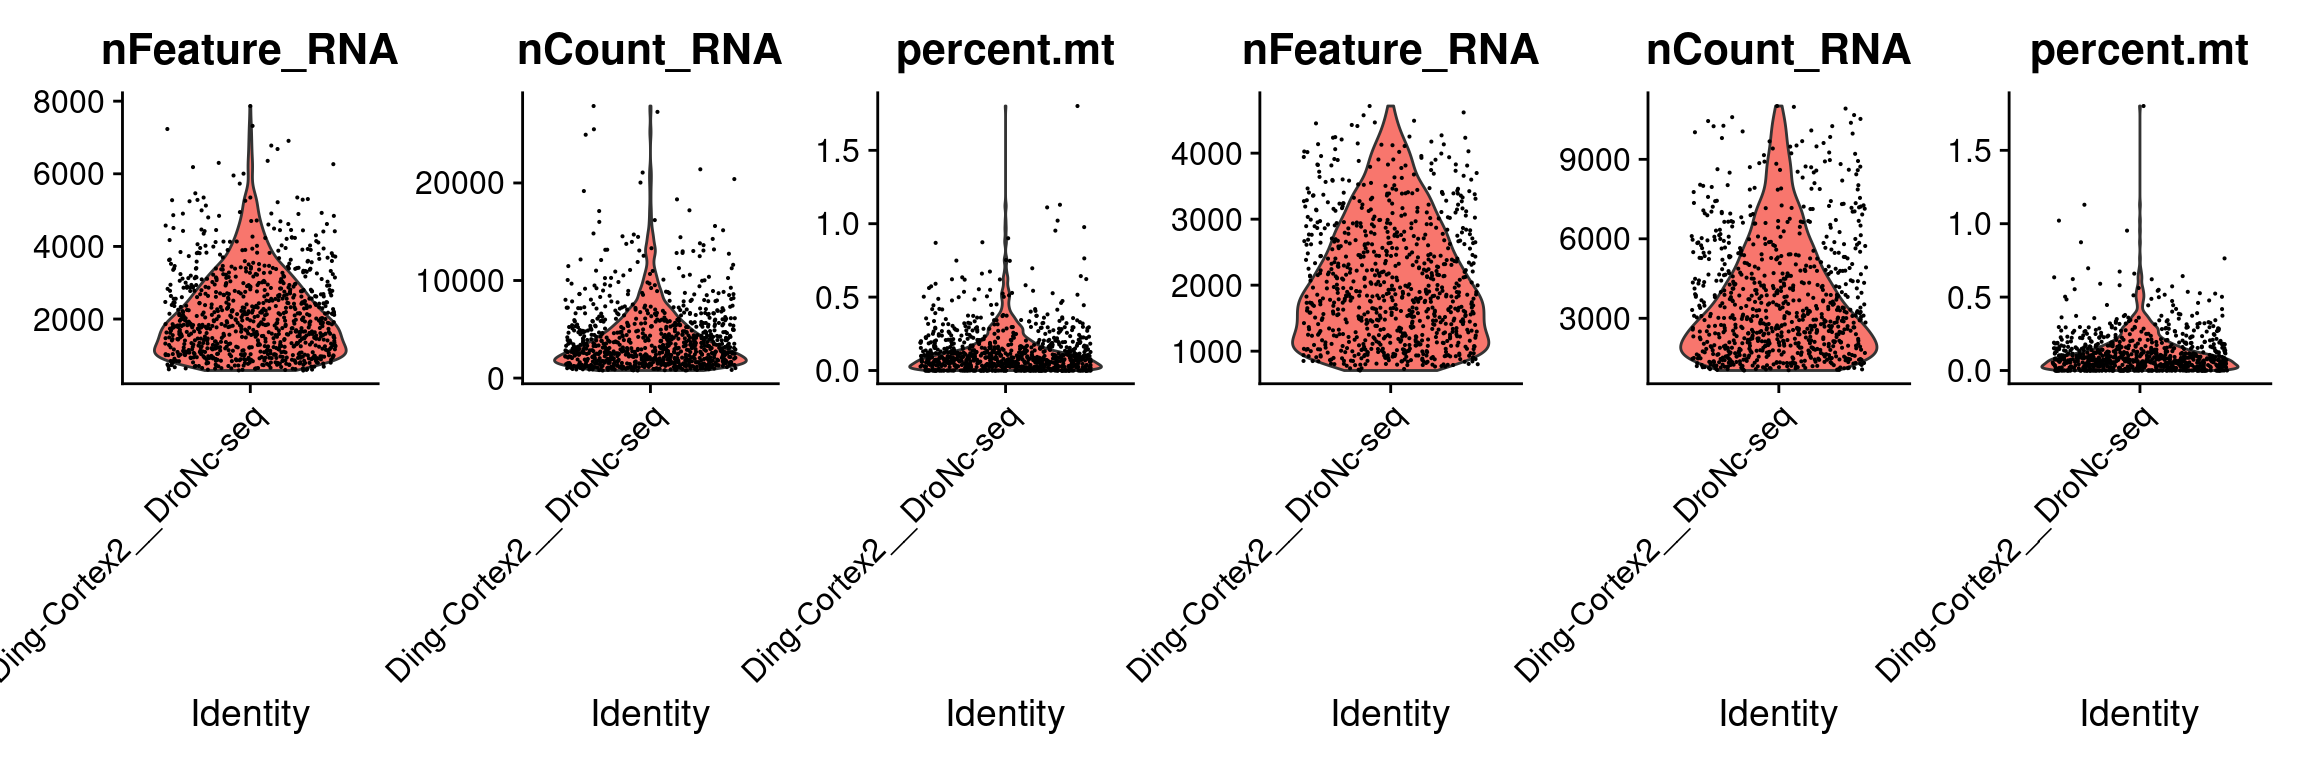 nFeature_RNA
8000
6000
4000
2000
Ding-Cortex2__DroNc-seq
Identity
nCount_RNA
20000
10000
0
Ding-Cortex2__DroNc-seq
Identity
percent.mt
1.5
1.0
0.5
0.0
Ding-Cortex2__DroNc-seq
Identity
nFeature_RNA
4000
3000
2000
1000
Ding-Cortex2__DroNc-seq
Identity
nCount_RNA
9000
6000
3000
Ding-Cortex2__DroNc-seq
Identity
percent.mt
1.5
1.0
0.5
0.0
Ding-Cortex2__DroNc-seq
Identity